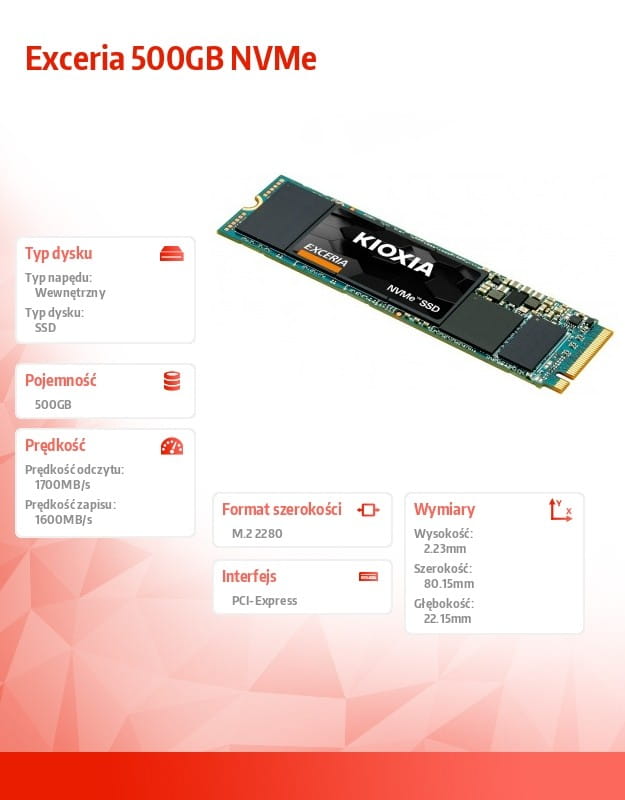 Exceria 500GB NVMe
KIOXIA
EXCERIA
NVMe™SSD
Typ dysku
Typ napędu:
Wewnętrzny
Typ dysku:
SSD
Pojemność
500GB
Prędkość
Prędkość odczytu:
1700MB/s
Prędkość zapisu:
1600MB/s
Format szerokości
M.2 2280
Interfejs
PCI-Express
Wymiary
Y
X
Wysokość:
2.23mm
Szerokość:
80.15mm
Głębokość:
22.15mm